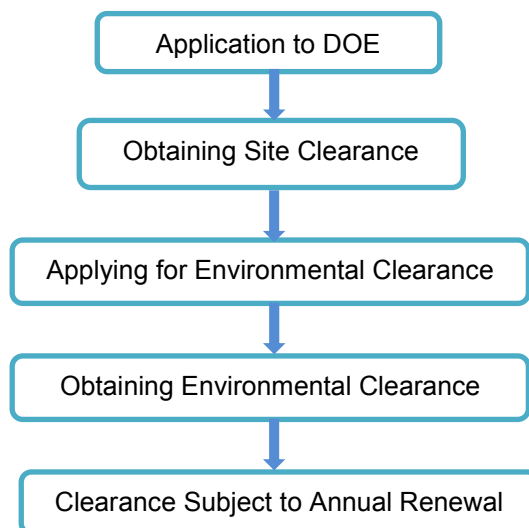 Application to DOE
Obtaining Site Clearance
Applying for Environmental Clearance
Obtaining Environmental Clearance
Clearance Subject to Annual Renewal